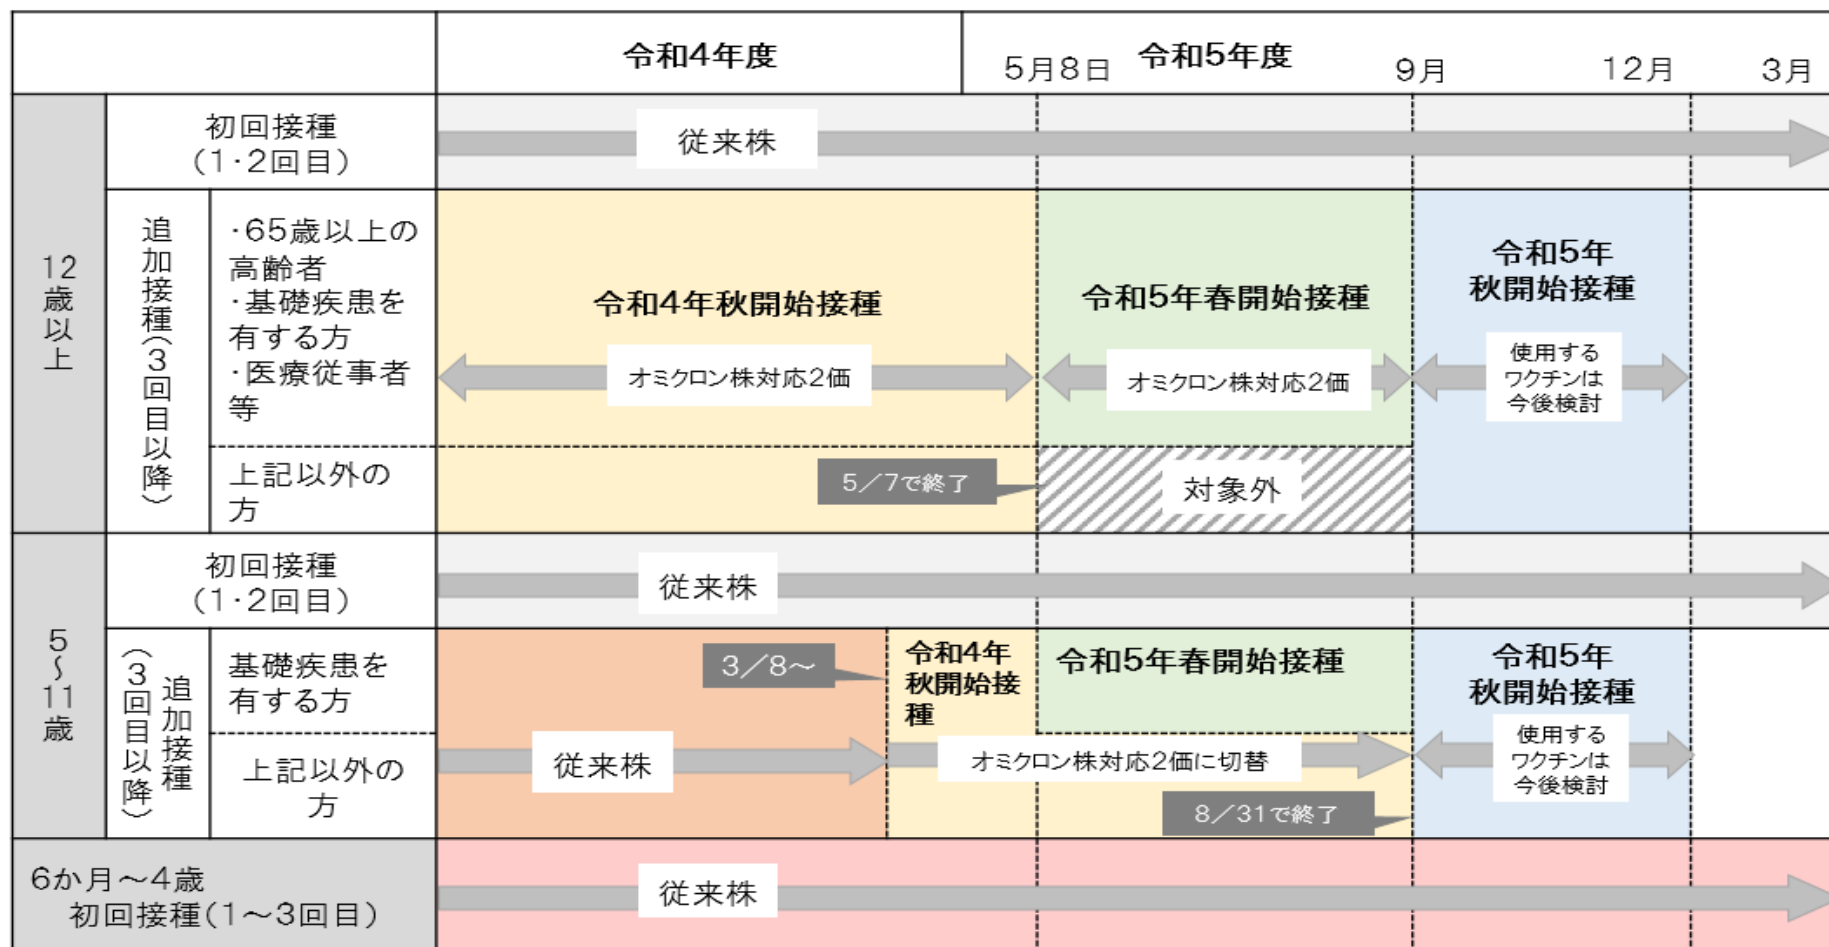 令和4年度
令和5年度
5月8日
9月
12月
3月
12歳以上
初回接種
(1・2回目)
従来株
追加接種(3回目以降)
・65歳以上の
高齢者
・基礎疾患を
有する方
・医療従事者
等
令和4年秋開始接種
オミクロン株対応2価
令和5年春開始接種
オミクロン株対応2価
令和5年
秋開始接種
使用する
ワクチンは
今後検討
上記以外の
方
5/7で終了
対象外
5~11歳
初回接種
(1・2回目)
従来株
追加接種
(3回目以降)
基礎疾患を
有する方
3/8~
令和4年
秋開始接
種
令和5年春開始接種
令和5年
秋開始接種
上記以外の
方
従来株
オミクロン株対応2価に切替
使用する
ワクチンは
今後検討
8/31で終了
6か月~4歳
初回接種(1~3回目)
従来株